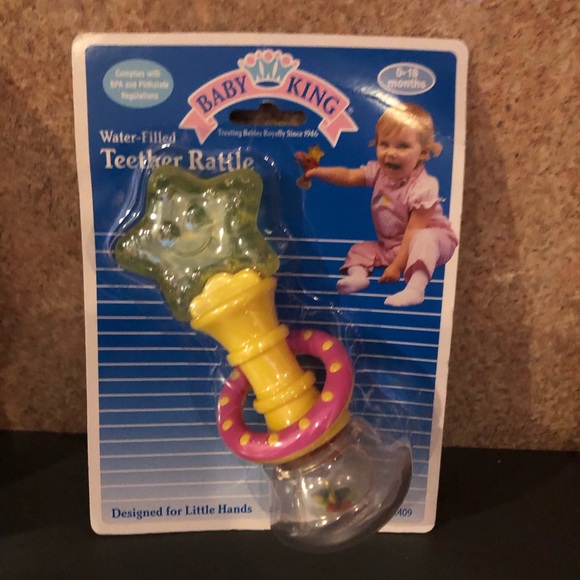 Complies with
BPA and Phthalate
Regulations
BABY KING®
Treating Babies Royally Since 1946
0-18
months
Water-Filled
Teether Rattle
Designed for Little Hands